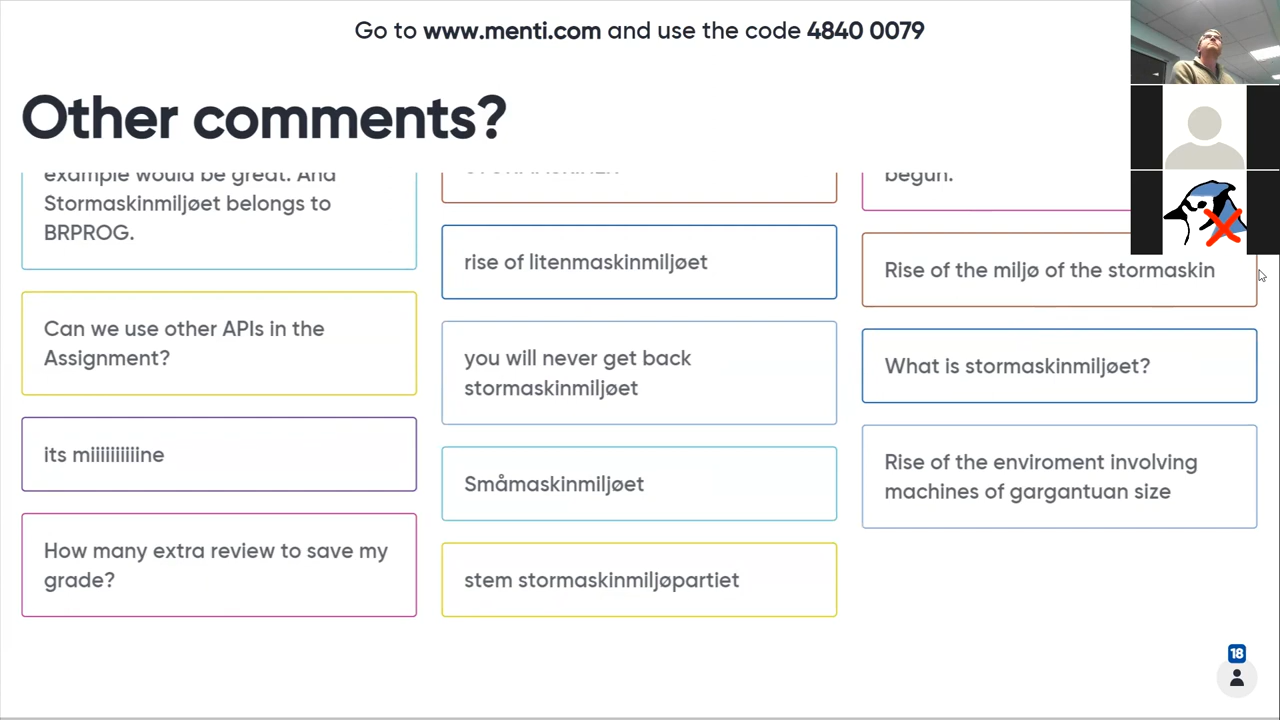 Go to www.menti.com and use the code 4840 0079
Other comments?
example would be great. And
Stormaskinmiljøet belongs to
BRPROG.
Can we use other APIs in the
Assignment?
its miiiiiiiiiine
How many extra review to save my
grade?
rise of litenmaskinmiljøet
you will never get back
stormaskinmiljøet
Småmaskinmiljøet
stem stormaskinmiljøpartiet
begun.
Rise of the miljø of the stormaskin
What is stormaskinmiljøet?
Rise of the enviroment involving
machines of gargantuan size
18